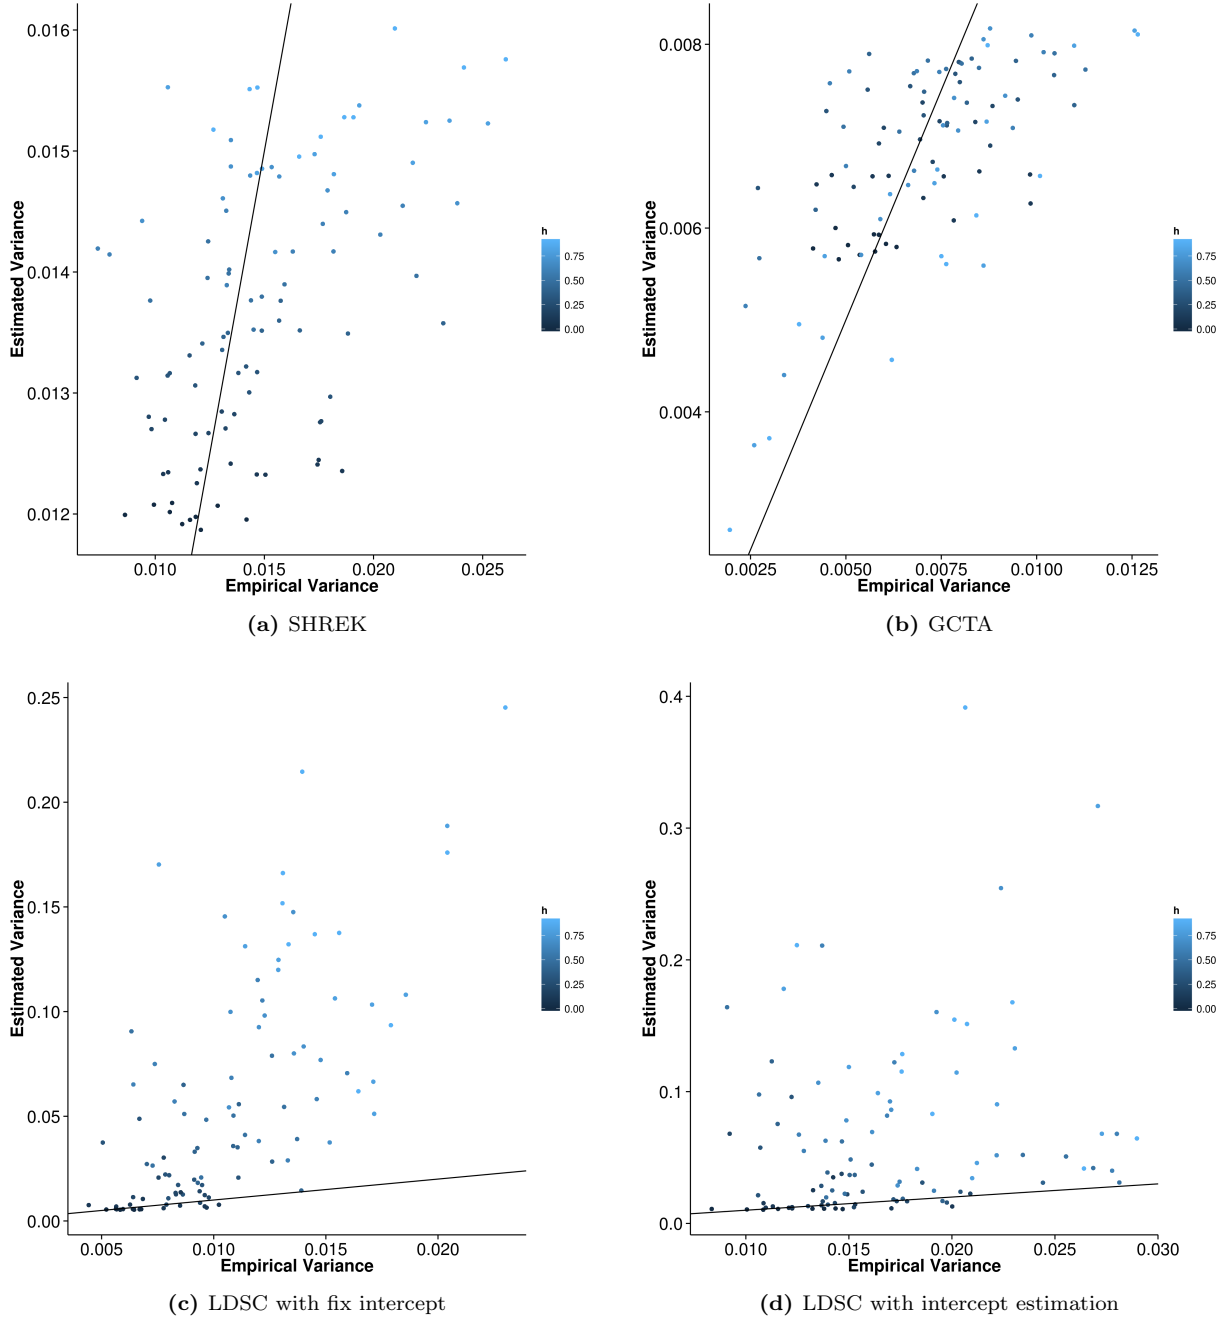 0.016
0.015
0.014
0.013
0.012
Estimated Variance
0.010 0.015 0.020 0.025
Empirical Variance
h
0.75
0.50
0.25
0.00
(a) SHREK
0.008
0.006
0.004
Estimated Variance
0.0025 0.0050 0.0075 0.0100 0.0125
Empirical Variance
h
0.75
0.50
0.25
0.00
(b) GCTA
0.25
0.20
0.15
0.10
0.05
0.00
Estimated Variance
0.005 0.010 0.015 0.020
Empirical Variance
h
0.75
0.50
0.25
0.00
(c) LDSC with fix intercept
0.4
0.3
0.2
0.1
0.0
Estimated Variance
0.010 0.015 0.020 0.025 0.030
Empirical Variance
h
0.75
0.50
0.25
0.00
(d) LDSC with intercept estimation